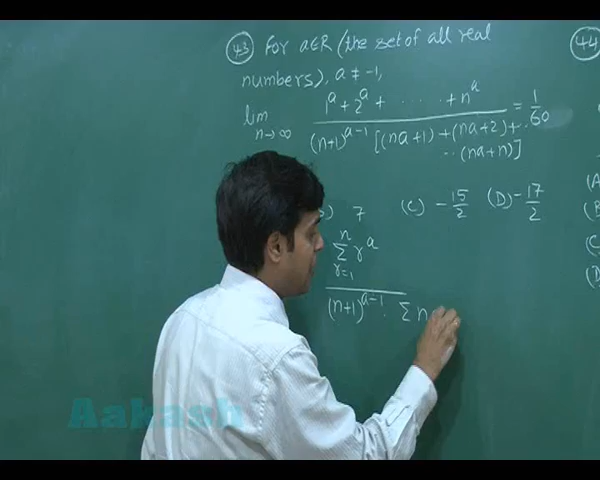 43 For a∈R (the set of all real
numbers), a ≠ -1,
lim n→∞ (1^a + 2^a + ...... + n^a) / ((n+1)^(a-1) [(na+1) + (na+2) + ... (na+n)]) = 1/60
) 7 (C) -15/2 (D) -17/2
n
∑ r^a
r=1
(n+1)^(a-1) . ∑ n
44
(A
(B
(C
(D
Aakash